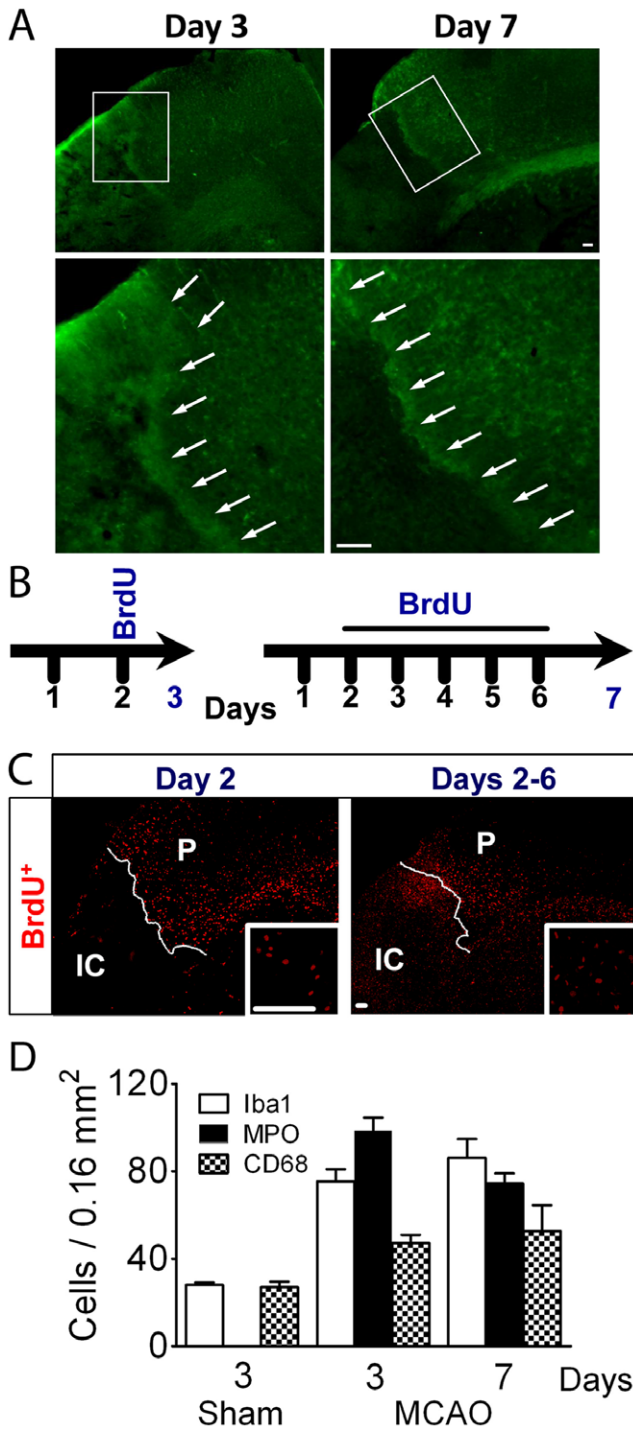 A
Day 3 Day 7
B
BrdU BrdU
1 2 3 Days 1 2 3 4 5 6 7
C
Day 2 Days 2-6
BrdU⁺
P P
IC IC
D
Cells / 0.16 mm²
120
80
40
0
Iba1
MPO
CD68
3 3 7 Days
Sham MCAO